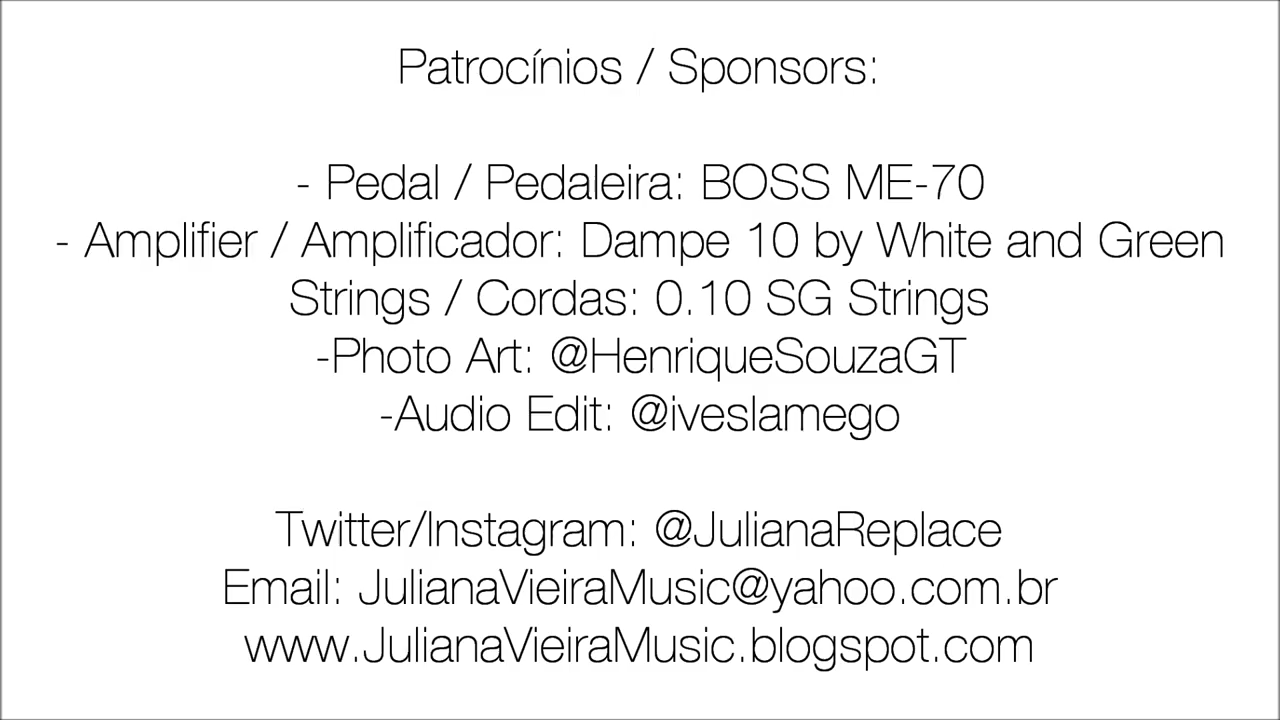 Patrocínios / Sponsors:
- Pedal / Pedaleira: BOSS ME-70
- Amplifier / Amplificador: Dampe 10 by White and Green
Strings / Cordas: 0.10 SG Strings
-Photo Art: @HenriqueSouzaGT
-Audio Edit: @iveslamego
Twitter/Instagram: @JulianaReplace
Email: JulianaVieiraMusic@yahoo.com.br
www.JulianaVieiraMusic.blogspot.com